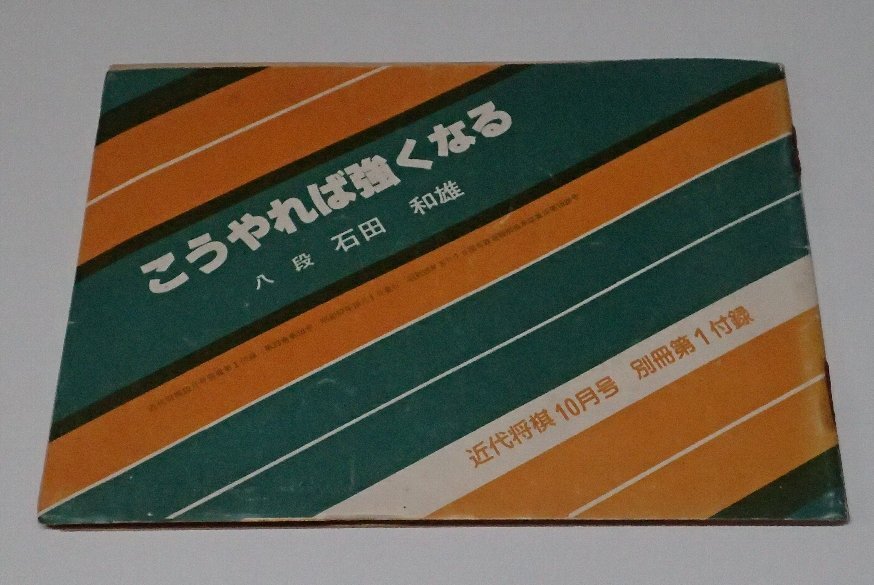 こうやれば強くなる
八段 石田 和雄
近代将棋10月号 別冊第1付録